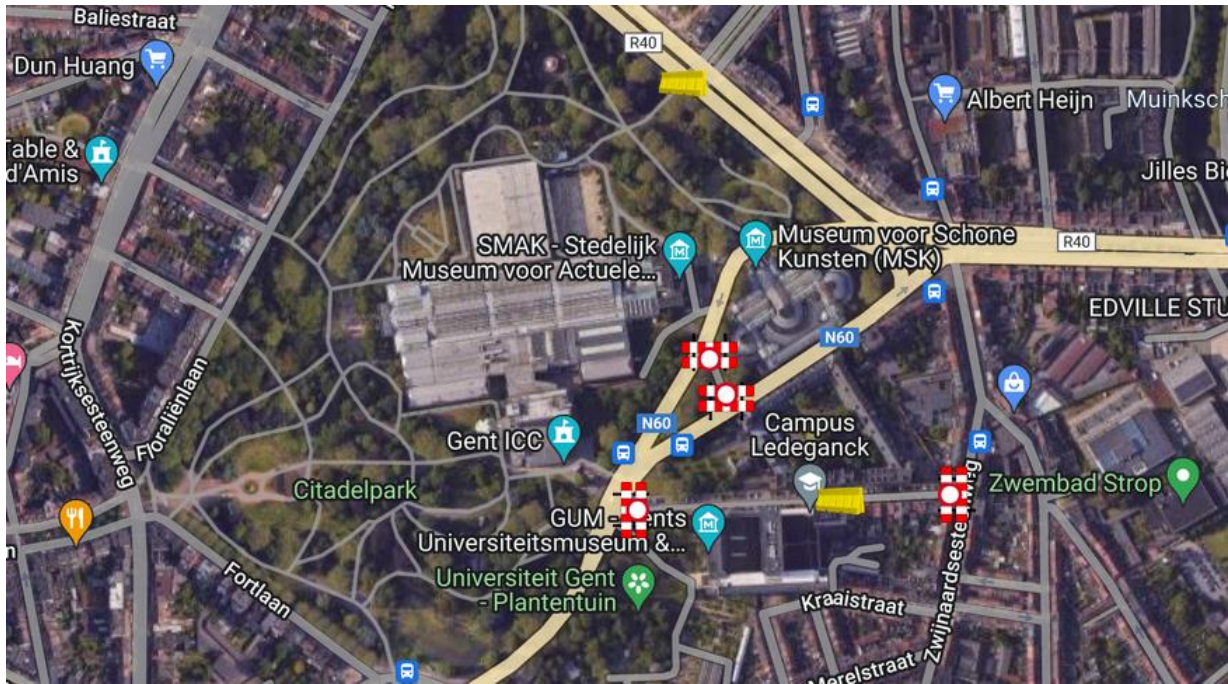 Baliestraat
R40
Dun Huang
Albert Heijn
Muinksch
Table &
d'Amis
Jilles Bi
SMAK - Stedelijk
Museum voor Actuele...
Museum voor Schone
Kunsten (MSK)
R40
EDVILLE STU
N60
Kortrijksesteenweg
Floraliënlaan
N60
Gent ICC
Campus
Ledeganck
Citadelpark
Zwembad Strop
GUM - Gents
Universiteitsmuseum &...
Universiteit Gent
- Plantentuin
Fortlaan
Kraaistraat
Zwijnaardsesteenweg
Merelstraat